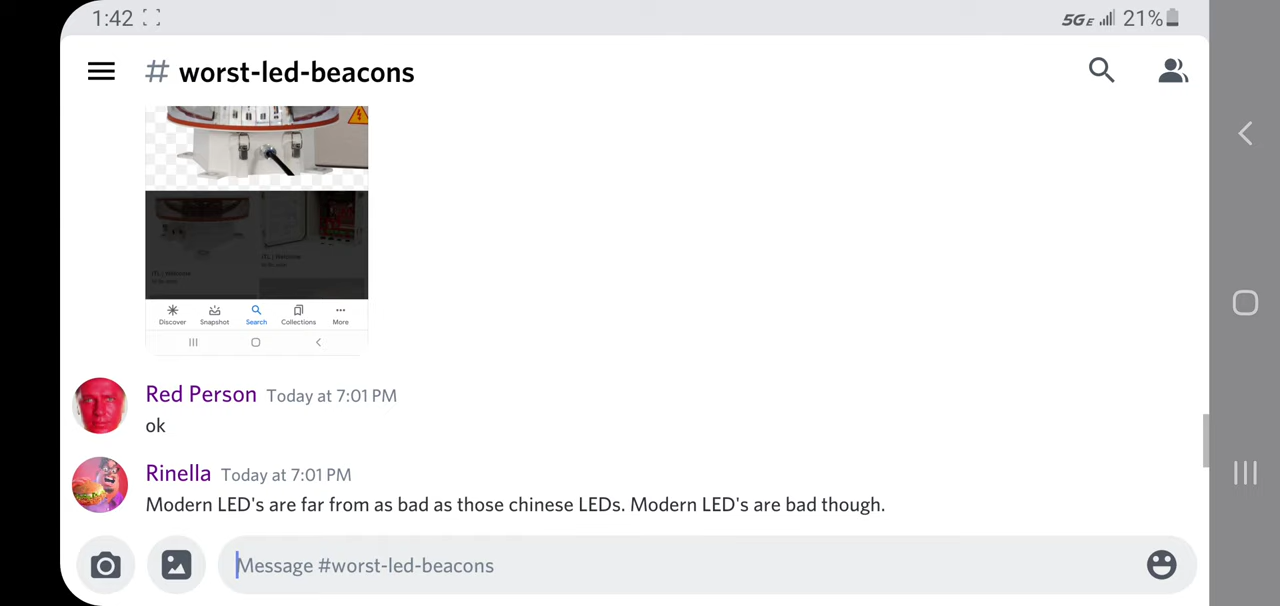 1:42
5GE 21%
# worst-led-beacons
Discover Snapshot Search Collections More
Red Person Today at 7:01 PM
ok
Rinella Today at 7:01 PM
Modern LED's are far from as bad as those chinese LEDs. Modern LED's are bad though.
Message #worst-led-beacons